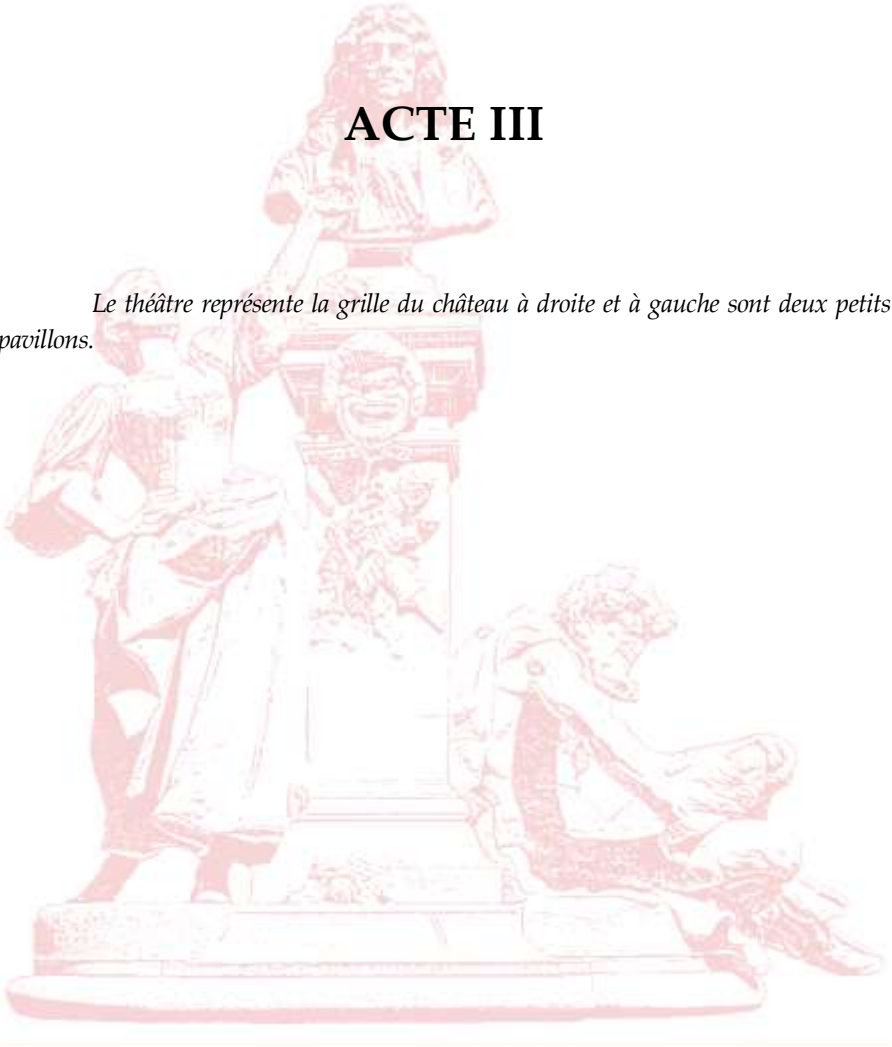 ACTE III
Le théâtre représente la grille du château à droite et à gauche sont deux petits
pavillons.